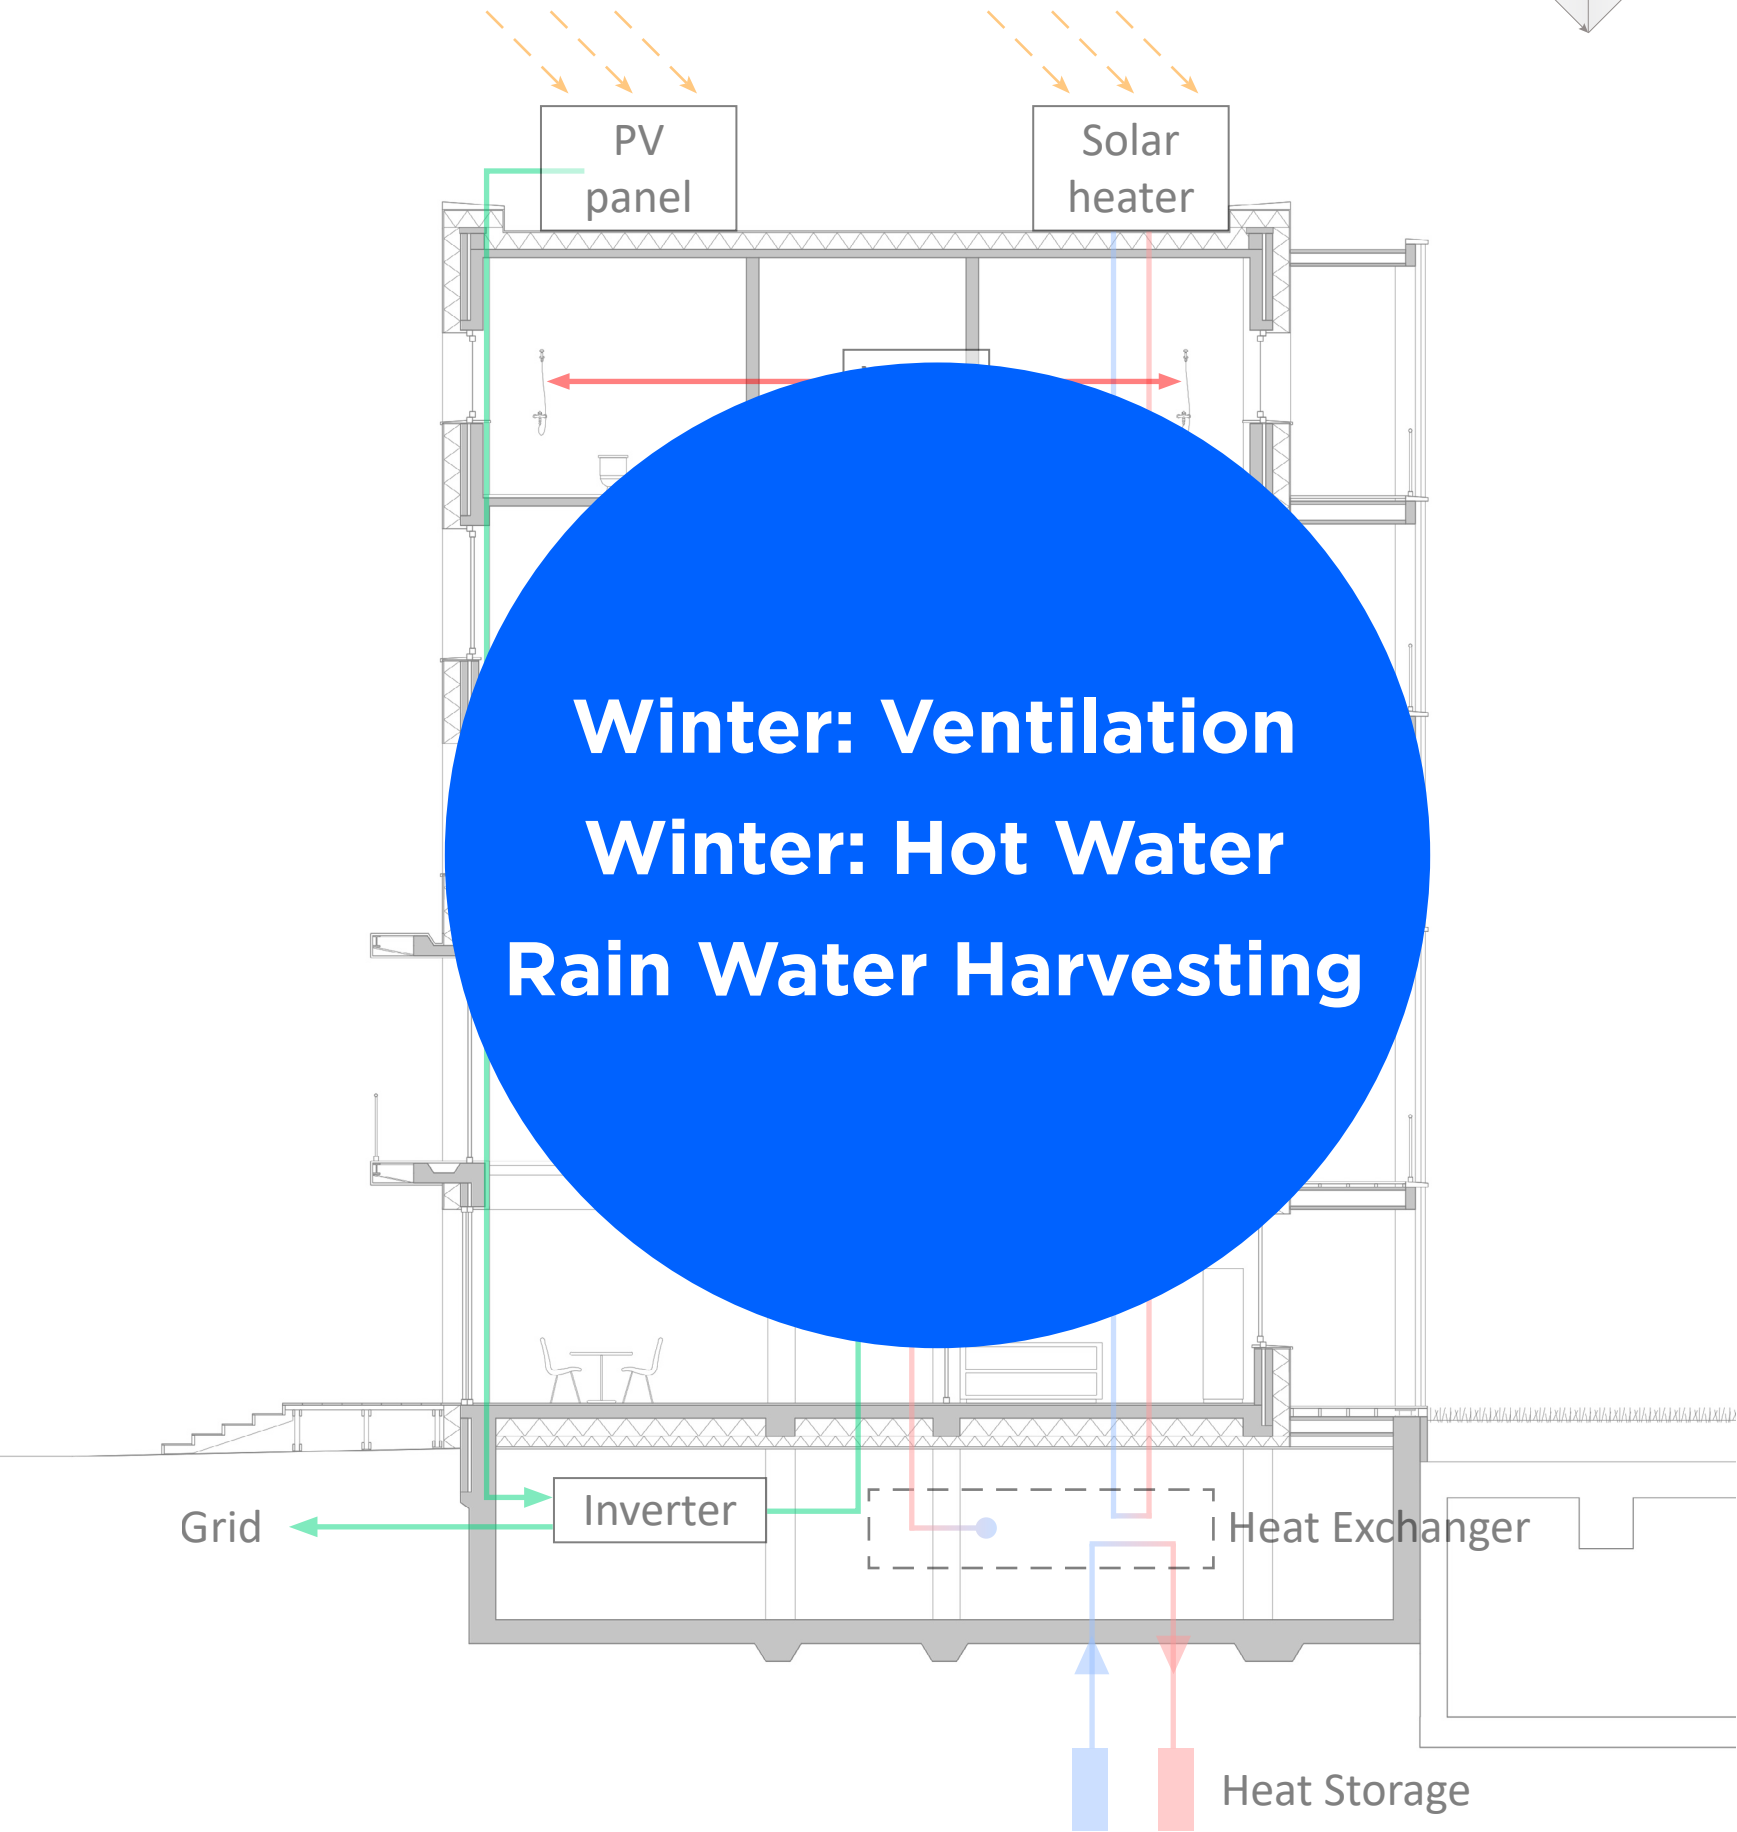 PV
panel
Solar
heater
Winter: Ventilation
Winter: Hot Water
Rain Water Harvesting
Inverter
Grid
Heat Exchanger
Heat Storage